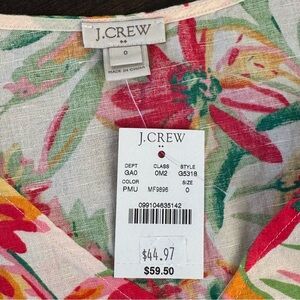 J.CREW
0
MADE IN CHINA
J.CREW
DEPT CLASS STYLE
GA0 0M2 G5318
COLOR SIZE
PMU MF9896 0
099104635142
$44.97
$59.50